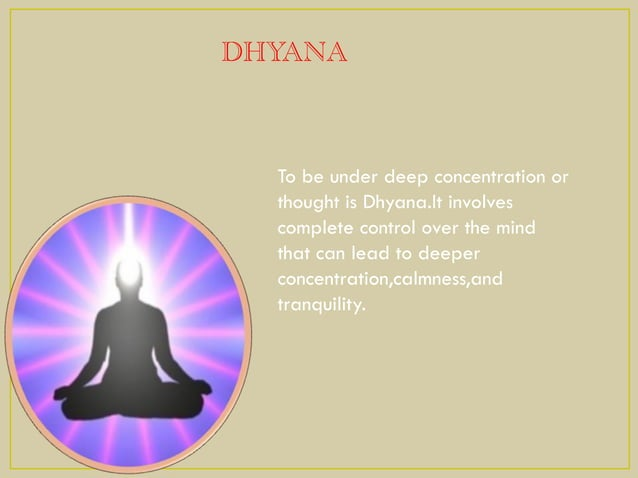 DHYANA
To be under deep concentration or
thought is Dhyana.It involves
complete control over the mind
that can lead to deeper
concentration,calmness,and
tranquility.